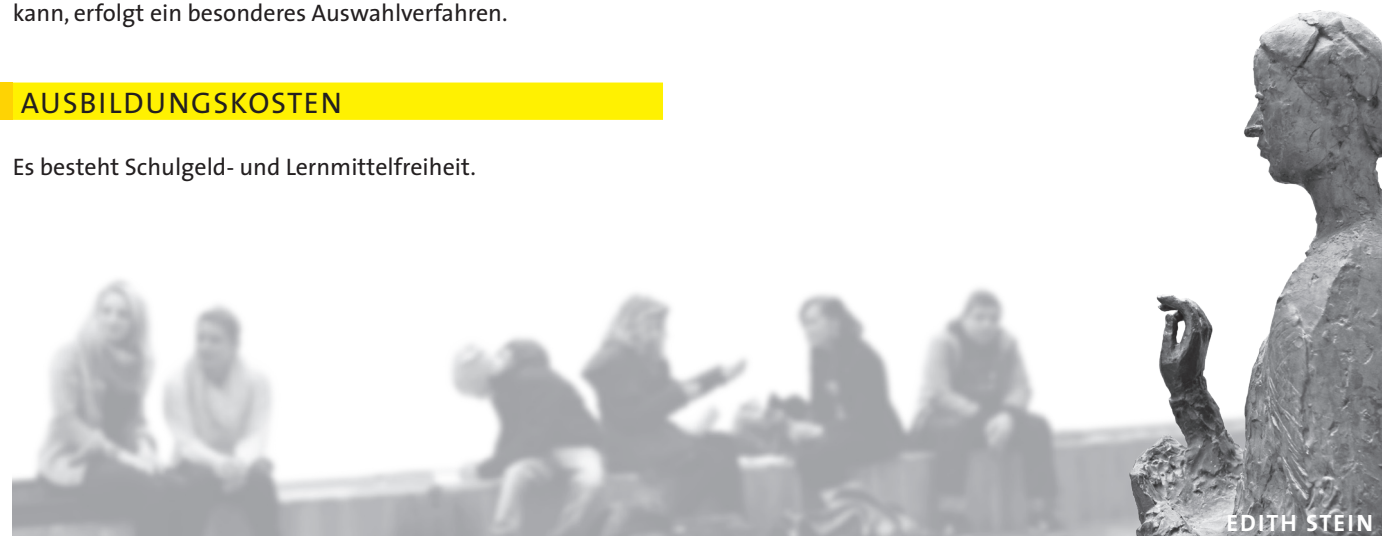 kann, erfolgt ein besonderes Auswahlverfahren.
AUSBILDUNGSKOSTEN
Es besteht Schulgeld- und Lernmittelfreiheit.
EDITH STEIN